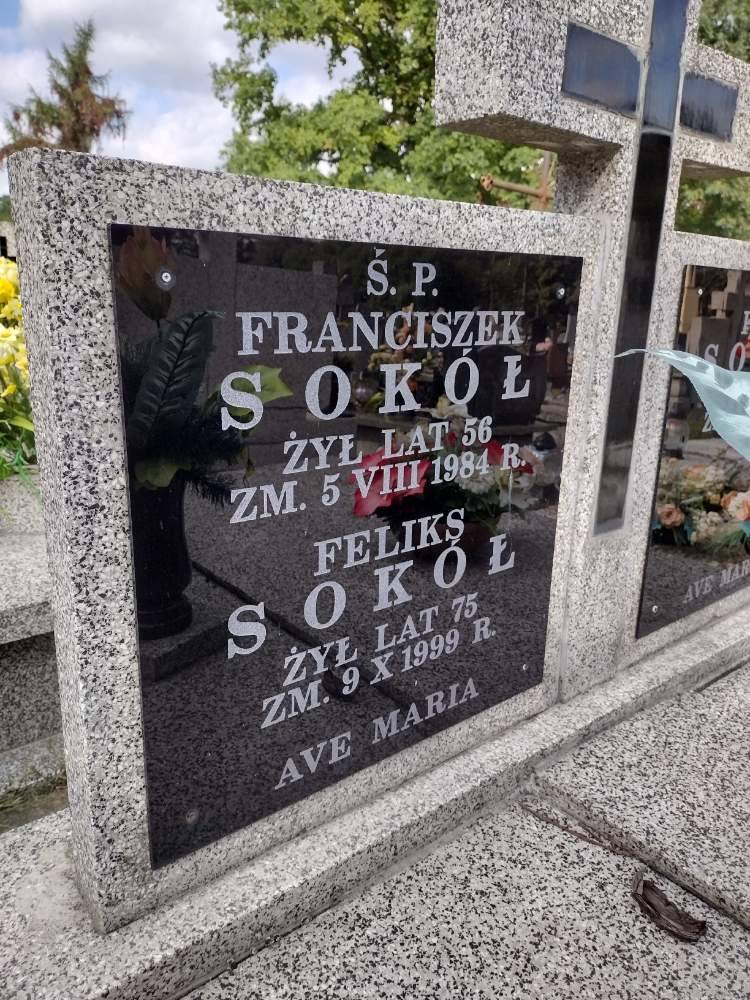 Ś. P.
FRANCISZEK
SOKÓŁ
ŻYŁ LAT 56
ZM. 5 VIII 1984 R.
FELIKS
SOKÓŁ
ŻYŁ LAT 75
ZM. 9 X 1999 R.
AVE MARIA